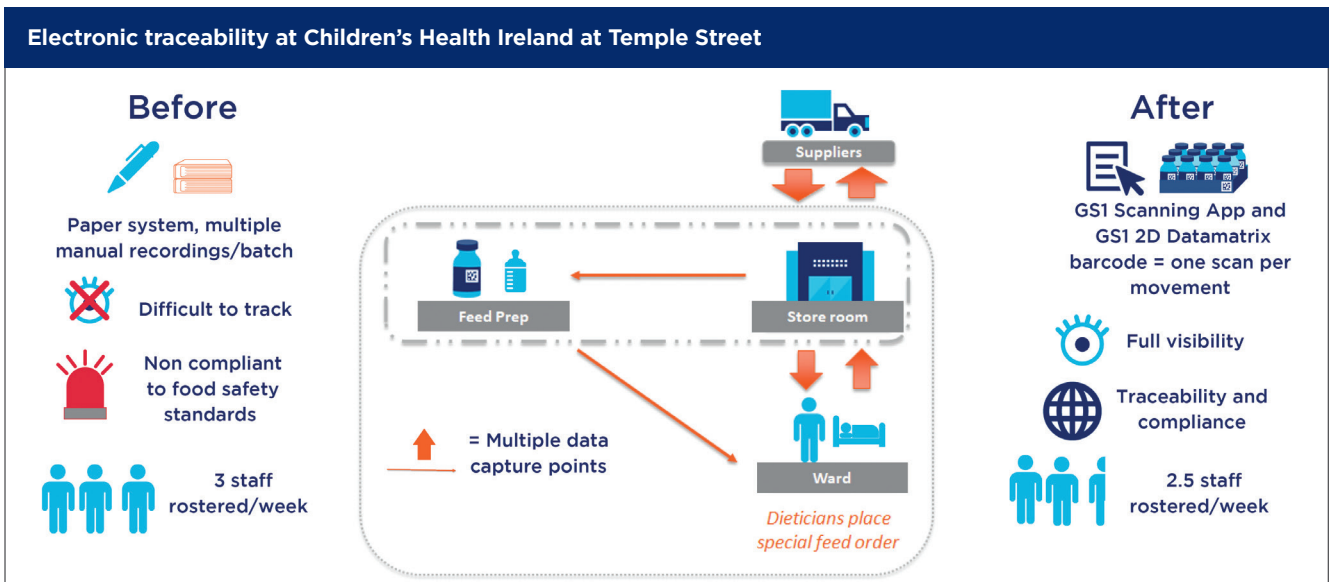 Electronic traceability at Children's Health Ireland at Temple Street
Before
Paper system, multiple
manual recordings/batch
Difficult to track
Non compliant
to food safety
standards
3 staff
rostered/week
Suppliers
Feed Prep
Store room
= Multiple data
capture points
Ward
Dieticians place
special feed order
After
GS1 Scanning App and
GS1 2D Datamatrix
barcode = one scan per
movement
Full visibility
Traceability and
compliance
2.5 staff
rostered/week